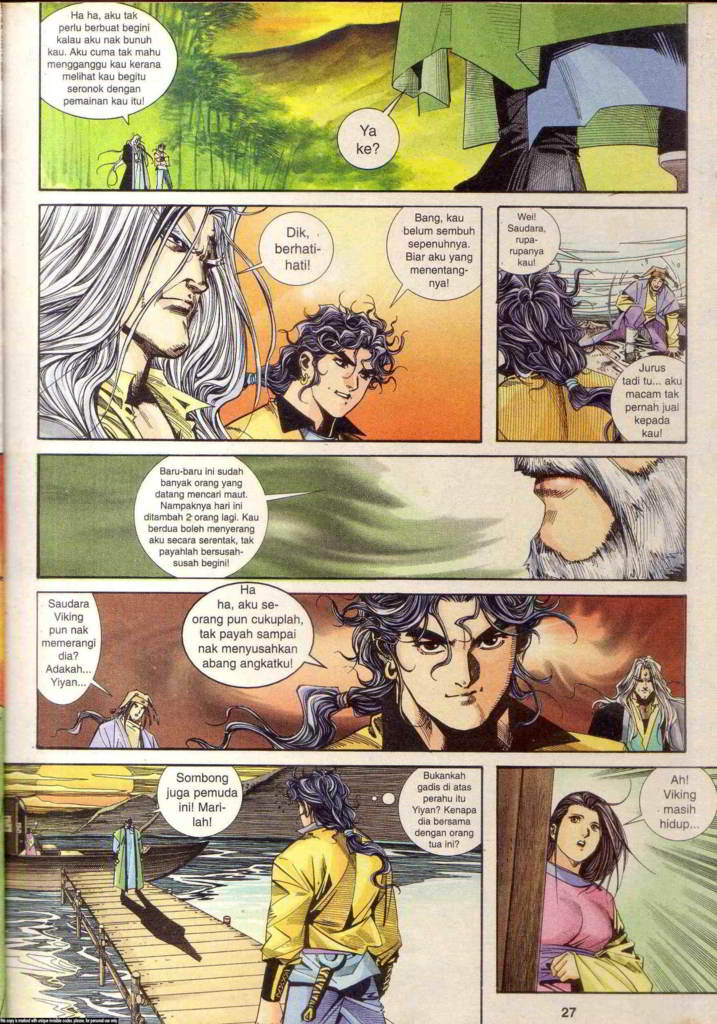 Ha ha, aku tak
perlu berbuat begini
kalau aku nak bunuh
kau. Aku cuma tak mahu
mengganggu kau kerana
melihat kau begitu
seronok dengan
pemainan kau itu!
Ya
ke?
Dik,
berhati-
hati!
Bang, kau
belum sembuh
sepenuhnya.
Biar aku yang
menentang-
nya!
Wei!
Saudara,
rupa-
rupanya
kau!
Jurus
tadi tu... aku
macam tak
pernah jual
kepada
kau!
Baru-baru ini sudah
banyak orang yang
datang mencari maut.
Nampaknya hari ini
ditambah 2 orang lagi. Kau
berdua boleh menyerang
aku secara serentak, tak
payahlah bersusah-
susah begini!
Saudara
Viking
pun nak
memerangi
dia?
Adakah...
Yiyan...
Ha
ha, aku se-
orang pun cukuplah,
tak payah sampai
nak menyusahkan
abang angkatku!
Sombong
juga pemuda
ini! Mari-
lah!
Bukankah
gadis di atas
perahu itu
Yiyan? Kenapa
dia bersama
dengan orang
tua ini?
Ah!
Viking
masih
hidup...
27